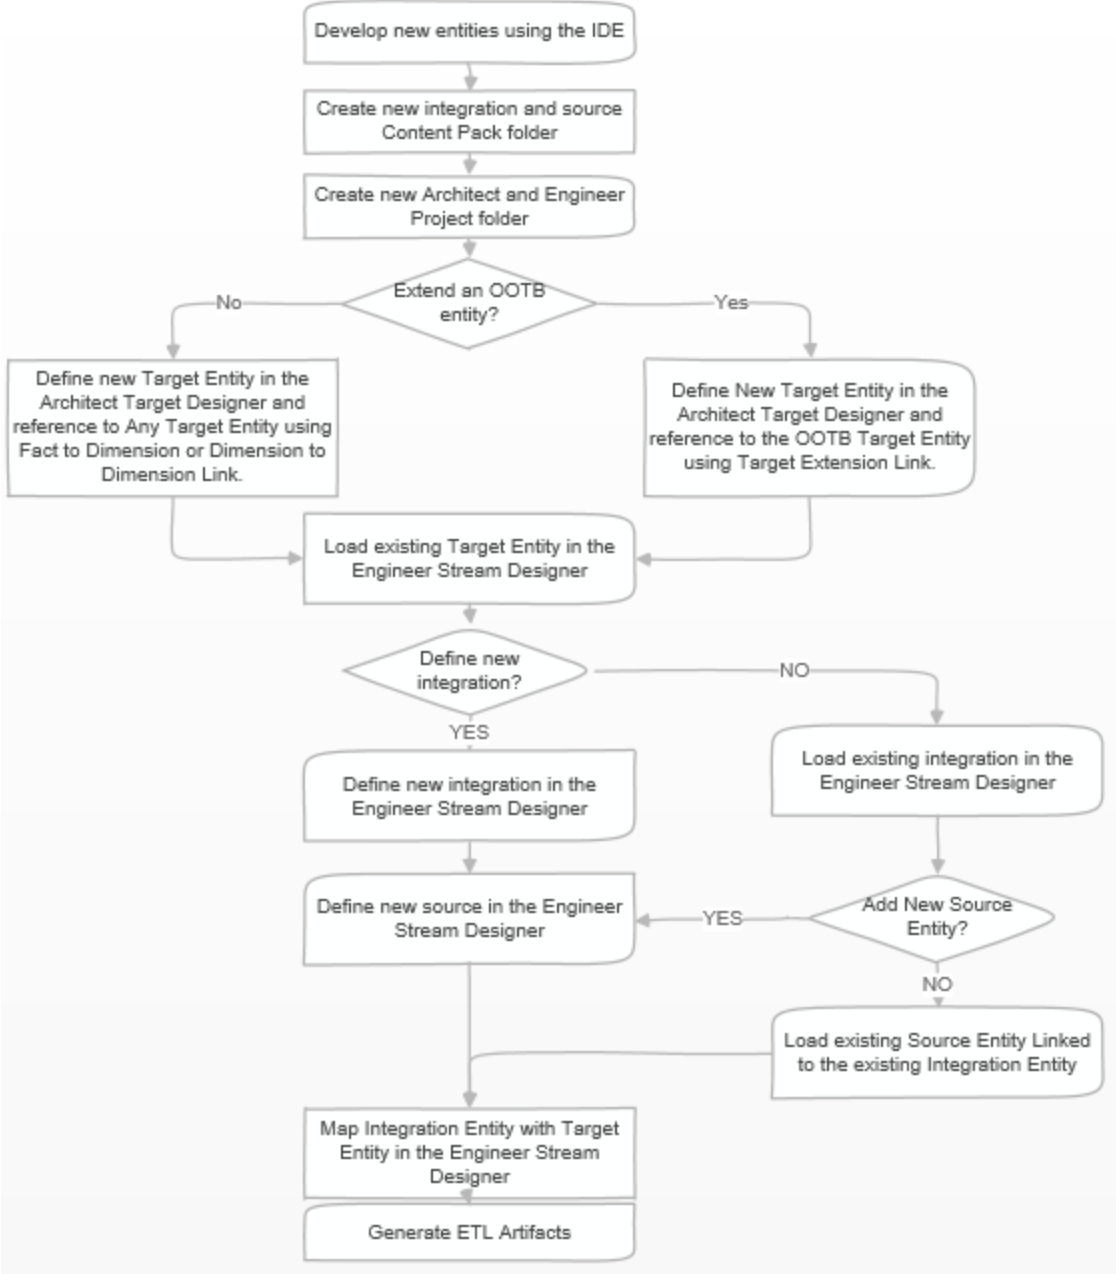 Develop new entities using the IDE
Create new integration and source
Content Pack folder
Create new Architect and Engineer
Project folder
Extend an OOTB
entity?
No
Yes
Define new Target Entity in the
Architect Target Designer and
reference to Any Target Entity using
Fact to Dimension or Dimension to
Dimension Link.
Define New Target Entity in the
Architect Target Designer and
reference to the OOTB Target Entity
using Target Extension Link.
Load existing Target Entity in the
Engineer Stream Designer
Define new
integration?
NO
YES
Load existing integration in the
Engineer Stream Designer
Define new integration in the
Engineer Stream Designer
Add New Source
Entity?
YES
Define new source in the Engineer
Stream Designer
NO
Load existing Source Entity Linked
to the existing Integration Entity
Map Integration Entity with Target
Entity in the Engineer Stream
Designer
Generate ETL Artifacts